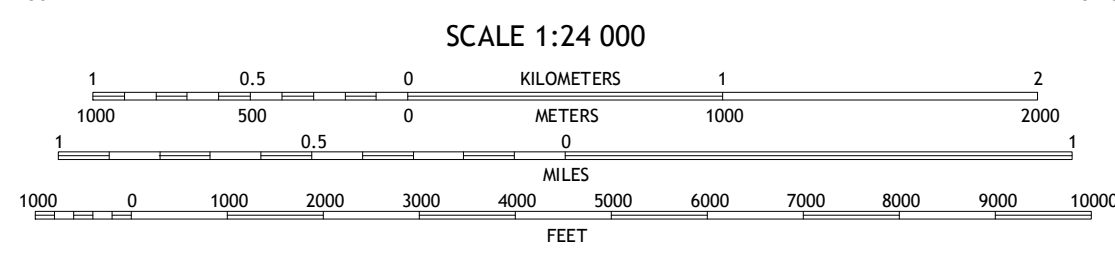 SCALE 1:24 000
1 0.5 0 KILOMETERS 1 2
1000 500 0 METERS 1000 2000
1 0.5 0 1
MILES
1000 0 1000 2000 3000 4000 5000 6000 7000 8000 9000 10000
FEET